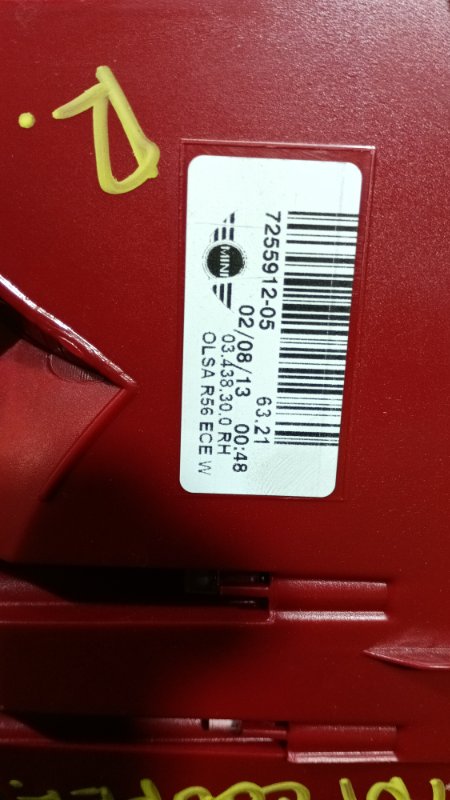 D.
7255912-05
63.21
MINI
02/08/13 00:48
03.438.30.0 RH
OLSA R56 ECE W